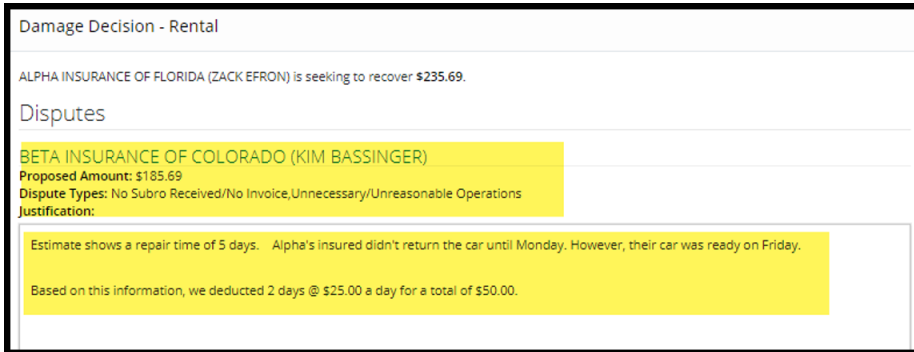 Damage Decision - Rental
ALPHA INSURANCE OF FLORIDA (ZACK EFRON) is seeking to recover $235.69.
Disputes
BETA INSURANCE OF COLORADO (KIM BASSINGER)
Proposed Amount: $185.69
Dispute Types: No Subro Received/No Invoice,Unnecessary/Unreasonable Operations
Justification:
Estimate shows a repair time of 5 days. Alpha's insured didn't return the car until Monday. However, their car was ready on Friday.
Based on this information, we deducted 2 days @ $25.00 a day for a total of $50.00.